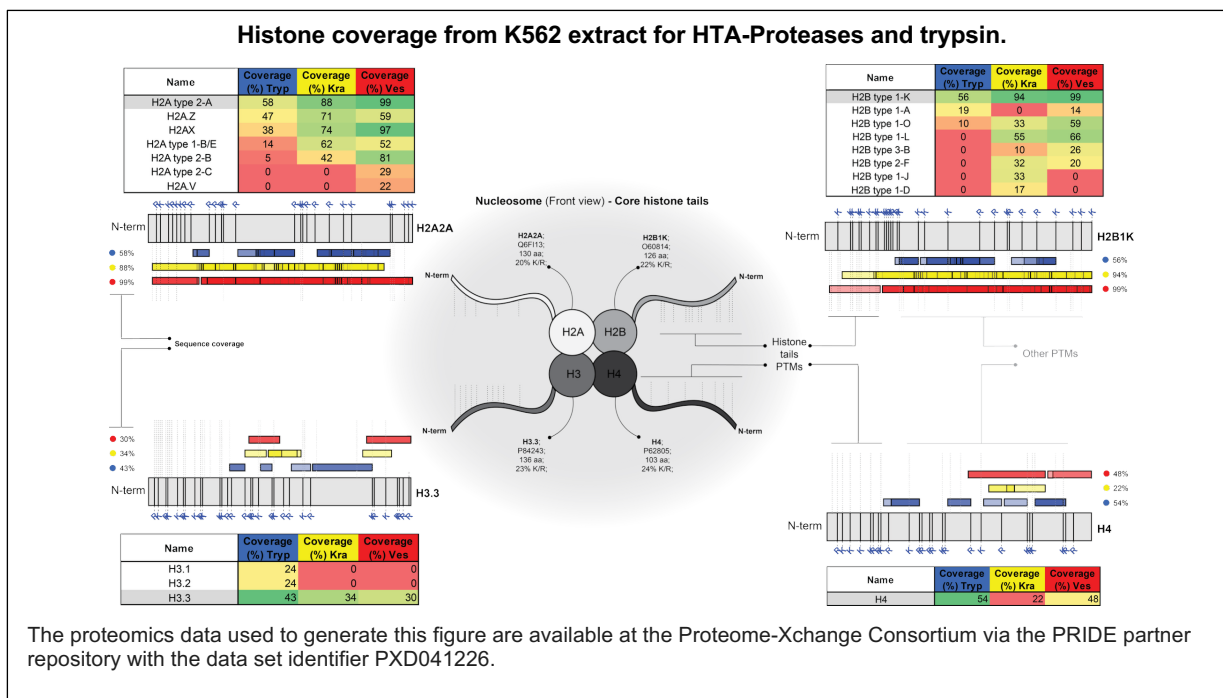 Histone coverage from K562 extract for HTA-Proteases and trypsin.
Name Coverage (%) Tryp Coverage (%) Kra Coverage (%) Ves
H2A type 2-A 58 88 99
H2A.Z 47 71 59
H2AX 38 74 97
H2A type 1-B/E 14 62 52
H2A type 2-B 5 42 81
H2A type 2-C 0 0 29
H2A.V 0 0 22
Name Coverage (%) Tryp Coverage (%) Kra Coverage (%) Ves
H2B type 1-K 56 94 99
H2B type 1-A 19 0 14
H2B type 1-O 10 33 59
H2B type 1-L 0 55 66
H2B type 3-B 0 10 26
H2B type 2-F 0 32 20
H2B type 1-J 0 33 0
H2B type 1-D 0 17 0
N-term H2A2A
58%
88%
99%
Sequence coverage
Nucleosome (Front view) - Core histone tails
H2A2A;
Q6FI13;
130 aa;
20% K/R;
H2B1K;
O60814;
126 aa;
22% K/R;
N-term
N-term
H2A H2B
H3 H4
N-term
N-term
H3.3;
P84243;
136 aa;
23% K/R;
H4;
P62805;
103 aa;
24% K/R;
N-term H2B1K
56%
94%
99%
Histone
tails
PTMs
Other PTMs
30%
34%
43%
N-term H3.3
48%
22%
54%
N-term H4
Name Coverage (%) Tryp Coverage (%) Kra Coverage (%) Ves
H3.1 24 0 0
H3.2 24 0 0
H3.3 43 34 30
Name Coverage (%) Tryp Coverage (%) Kra Coverage (%) Ves
H4 54 22 48
The proteomics data used to generate this figure are available at the Proteome-Xchange Consortium via the PRIDE partner
repository with the data set identifier PXD041226.